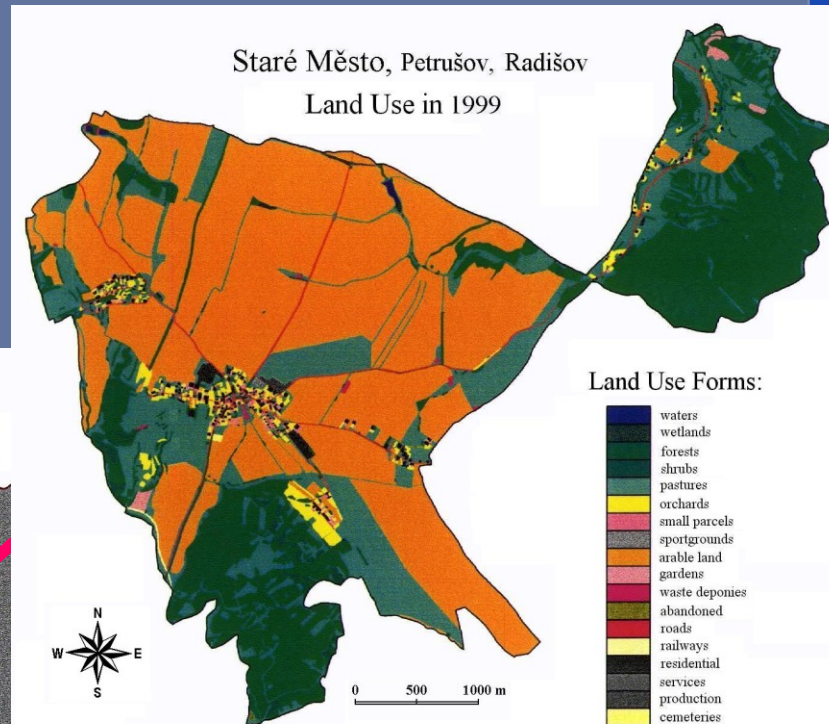 Staré Město, Petrušov, Radišov
Land Use in 1999
Land Use Forms:
waters
wetlands
forests
shrubs
pastures
orchards
small parcels
sportgrounds
arable land
gardens
waste deponies
abandoned
roads
railways
residential
services
production
cemeteries
N
W E
S
0 500 1000 m